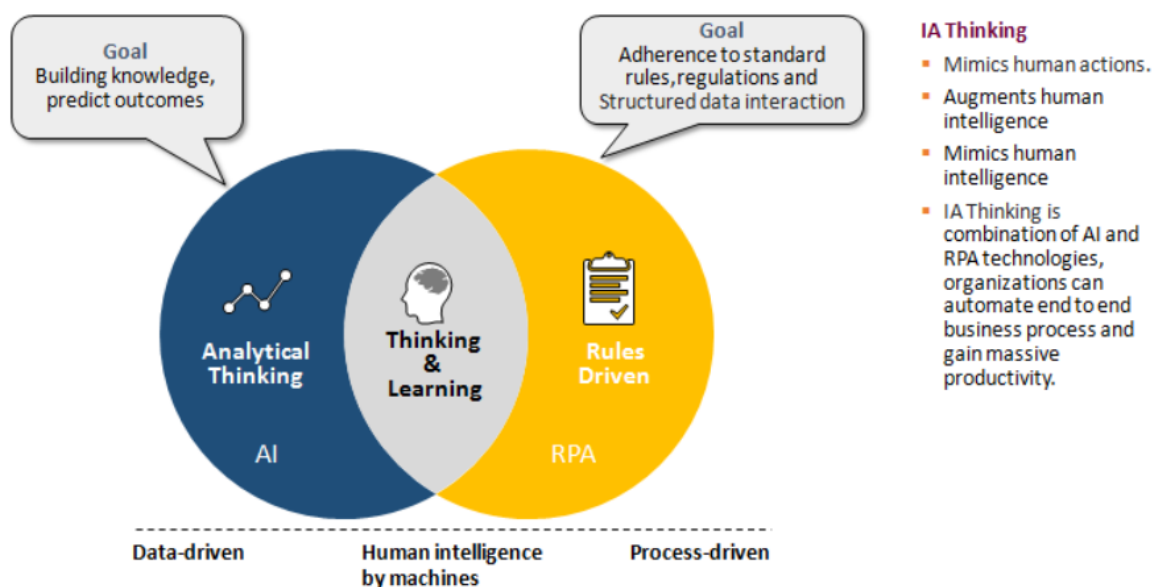 Goal
Building knowledge,
predict outcomes
Goal
Adherence to standard
rules, regulations and
Structured data interaction
Analytical
Thinking
AI
Thinking
&
Learning
Rules
Driven
RPA
Data-driven
Human intelligence
by machines
Process-driven
IA Thinking
Mimics human actions.
Augments human
intelligence
Mimics human
intelligence
IA Thinking is
combination of AI and
RPA technologies,
organizations can
automate end to end
business process and
gain massive
productivity.